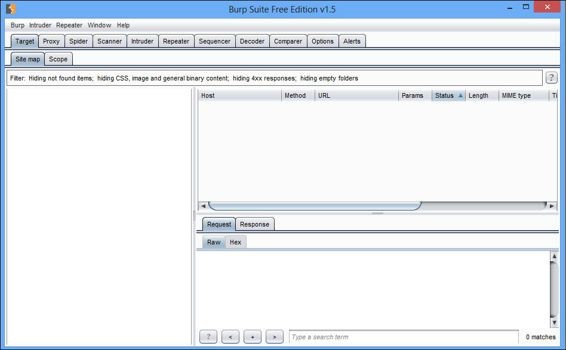 Burp Suite Free Edition v1.5
Burp Intruder Repeater Window Help
Target Proxy Spider Scanner Intruder Repeater Sequencer Decoder Comparer Options Alerts
Site map Scope
Filter: Hiding not found items; hiding CSS, image and general binary content; hiding 4xx responses; hiding empty folders ?
Host Method URL Params Status Length MIME type Ti
Request Response
Raw Hex
? < + > Type a search term 0 matches